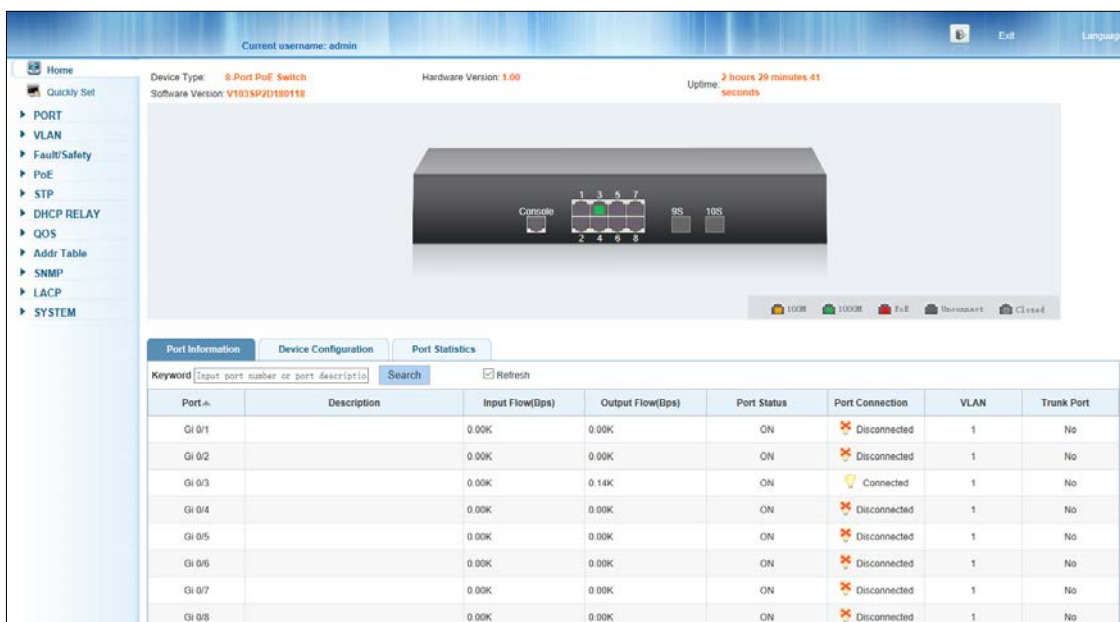 Current username: admin
Exit
Languag
Home
Quickly Set
PORT
VLAN
Fault/Safety
PoE
STP
DHCP RELAY
QOS
Addr Table
SNMP
LACP
SYSTEM
Device Type: 8-Port PoE Switch
Hardware Version: 1.00
Uptime: 2 hours 29 minutes 41 seconds
Software Version: V103SP2D180118
1 3 5 7
Console
9S 10S
2 4 6 8
100M 1000M PoE Unconnect Closed
Port Information Device Configuration Port Statistics
Keyword Input port number or port descriptio Search Refresh
Port Description Input Flow(Bps) Output Flow(Bps) Port Status Port Connection VLAN Trunk Port
Gi 0/1 0.00K 0.00K ON Disconnected 1 No
Gi 0/2 0.00K 0.00K ON Disconnected 1 No
Gi 0/3 0.00K 0.14K ON Connected 1 No
Gi 0/4 0.00K 0.00K ON Disconnected 1 No
Gi 0/5 0.00K 0.00K ON Disconnected 1 No
Gi 0/6 0.00K 0.00K ON Disconnected 1 No
Gi 0/7 0.00K 0.00K ON Disconnected 1 No
Gi 0/8 0.00K 0.00K ON Disconnected 1 No